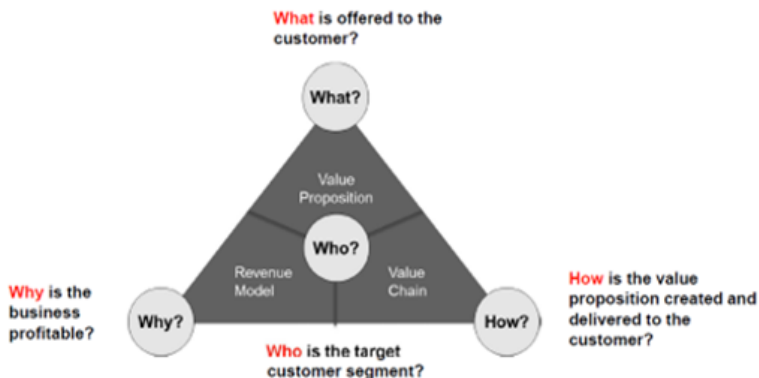 What is offered to the
customer?
What?
Value
Proposition
Who?
Revenue
Model
Value
Chain
Why is the
business
profitable?
Why?
How?
How is the value
proposition created and
delivered to the
customer?
Who is the target
customer segment?